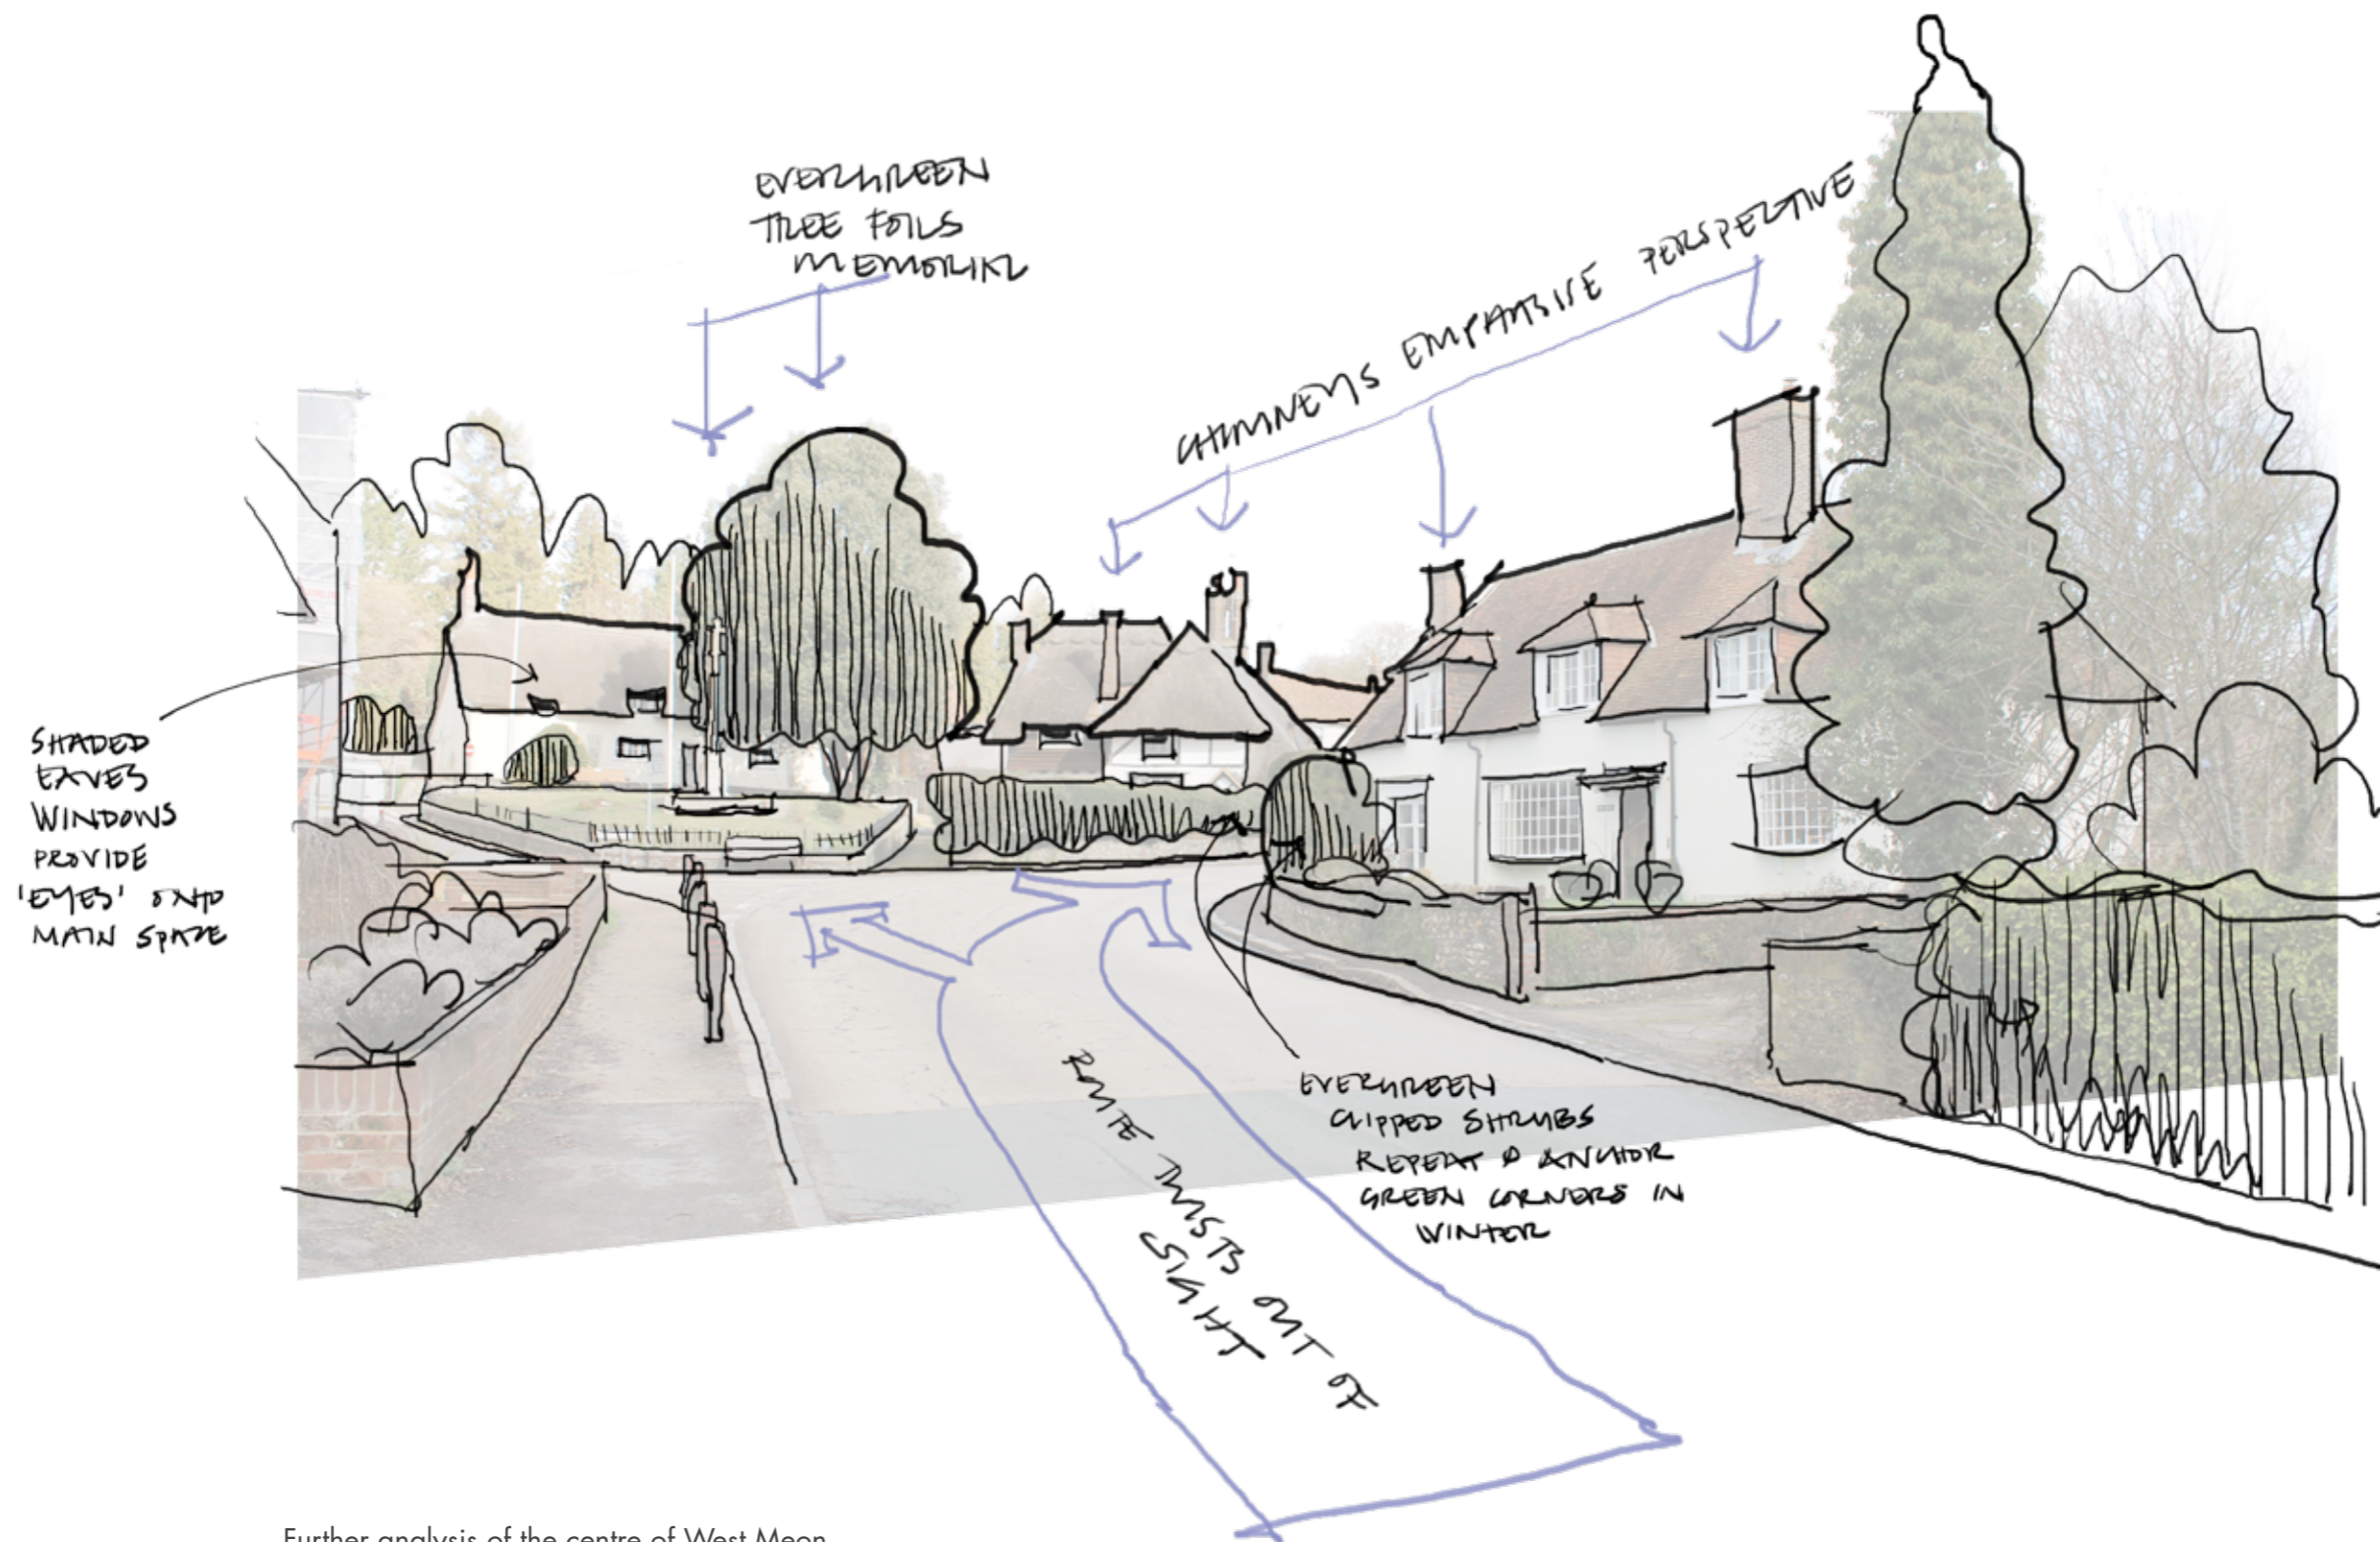 EVERGREEN
TREE FOILS
MEMORIAL
CHIMNEYS EMPHASISE PERSPECTIVE
SHADED
EAVES
WINDOWS
PROVIDE
'EYES' ONTO
MAIN SPACE
EVERGREEN
CLIPPED SHRUBS
REPEAT & ANCHOR
GREEN CORNERS IN
WINTER
ROUTE TWISTS OUT OF
SIGHT
Further analysis of the centre of West Meon